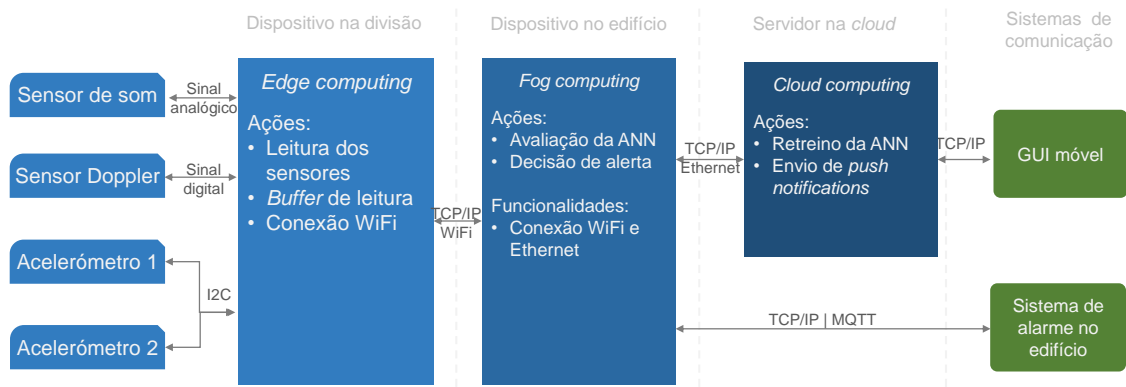 Dispositivo na divisão
Dispositivo no edifício
Servidor na cloud
Sistemas de
comunicação
Sensor de som
Sinal
analógico
Sensor Doppler
Sinal
digital
Acelerómetro 1
I2C
Acelerómetro 2
Edge computing
Ações:
• Leitura dos
sensores
• Buffer de leitura
• Conexão WiFi
TCP/IP
WiFi
Fog computing
Ações:
• Avaliação da ANN
• Decisão de alerta
Funcionalidades:
• Conexão WiFi e
Ethernet
TCP/IP
Ethernet
Cloud computing
Ações:
• Retreino da ANN
• Envio de push
notifications
TCP/IP
GUI móvel
TCP/IP | MQTT
Sistema de
alarme no
edifício